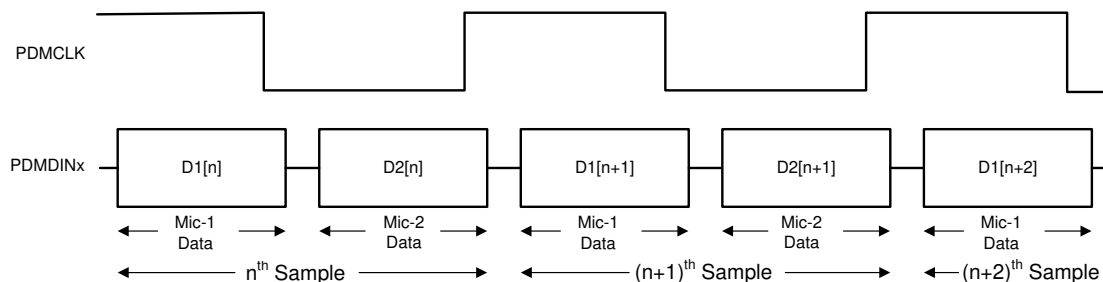 PDMCLK
PDMDINx
D1[n]
D2[n]
D1[n+1]
D2[n+1]
D1[n+2]
Mic-1
Data
Mic-2
Data
Mic-1
Data
Mic-2
Data
Mic-1
Data
nth Sample
(n+1)th Sample
(n+2)th Sample